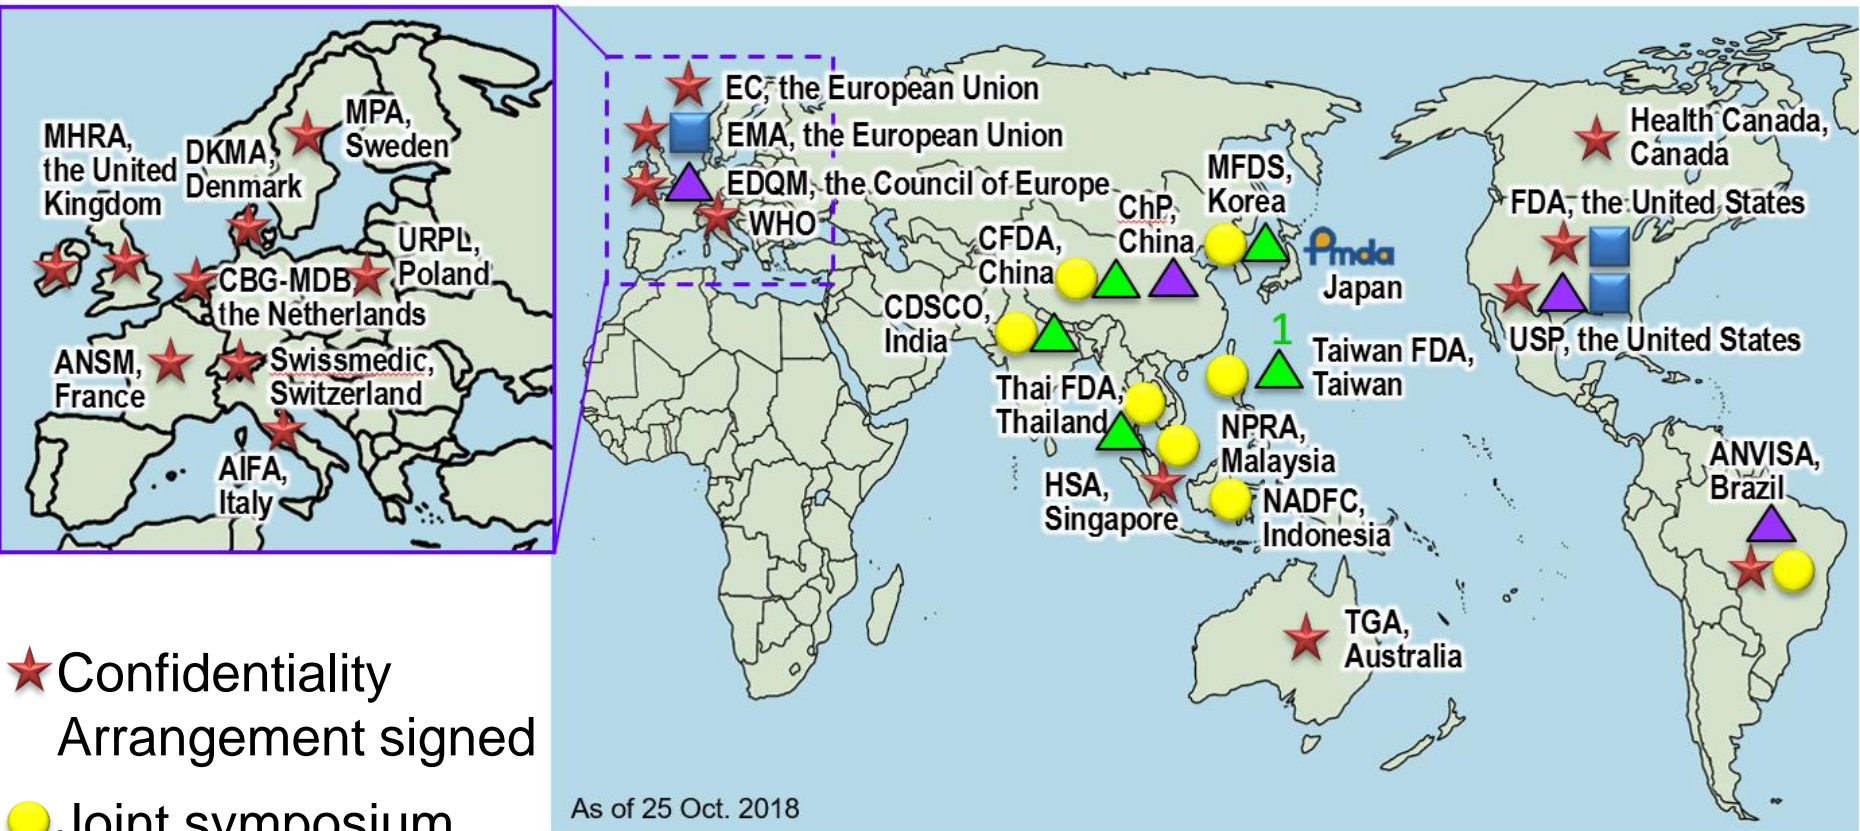 MHRA,
the United
Kingdom
DKMA,
Denmark
MPA,
Sweden
URPL,
Poland
CBG-MDB,
the Netherlands
ANSM,
France
Swissmedic,
Switzerland
AIFA,
Italy
EC, the European Union
EMA, the European Union
EDQM, the Council of Europe
WHO
MFDS,
Korea
ChP,
China
CFDA,
China
Pmda
Japan
CDSCO,
India
1
Taiwan FDA,
Taiwan
Thai FDA,
Thailand
NPRA,
Malaysia
HSA,
Singapore
NADFC,
Indonesia
TGA,
Australia
Health Canada,
Canada
FDA, the United States
USP, the United States
ANVISA,
Brazil
Confidentiality
Arrangement signed
Joint symposium
As of 25 Oct. 2018